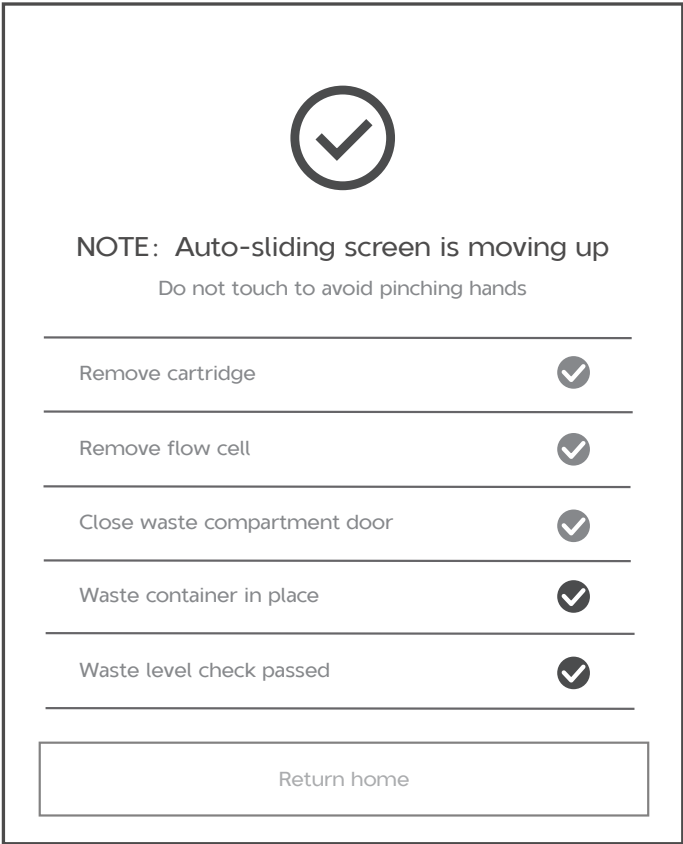 NOTE: Auto-sliding screen is moving up
Do not touch to avoid pinching hands
Remove cartridge
Remove flow cell
Close waste compartment door
Waste container in place
Waste level check passed
Return home